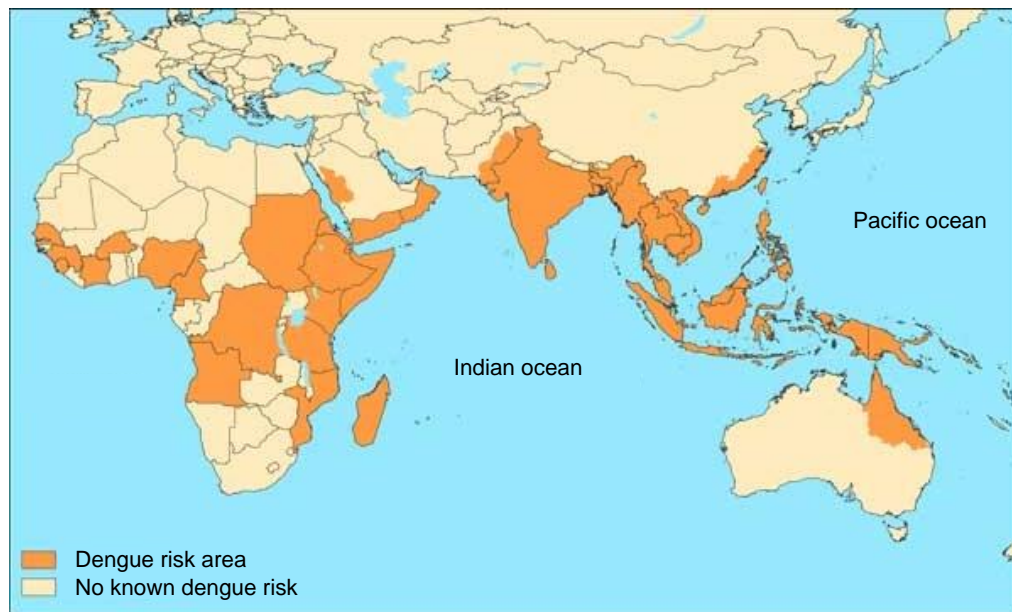 Pacific ocean
Indian ocean
Dengue risk area
No known dengue risk